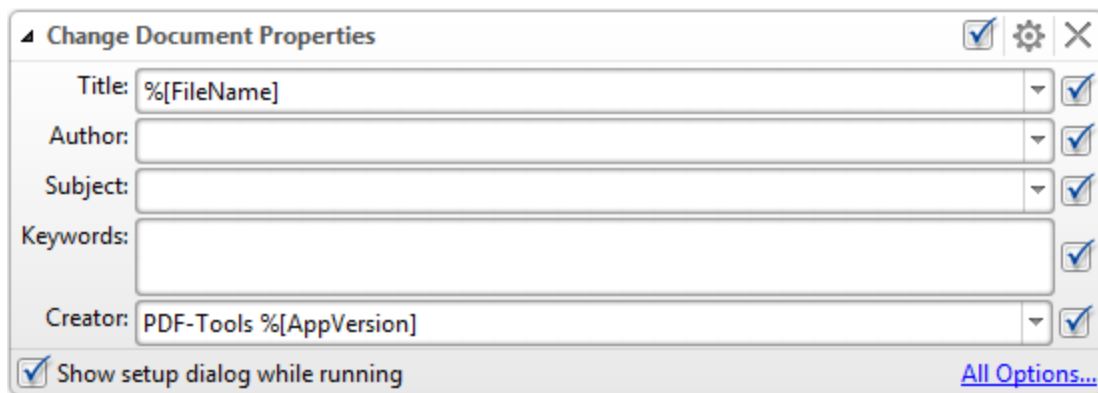 Change Document Properties
Title: %[FileName]
Author:
Subject:
Keywords:
Creator: PDF-Tools %[AppVersion]
Show setup dialog while running All Options...